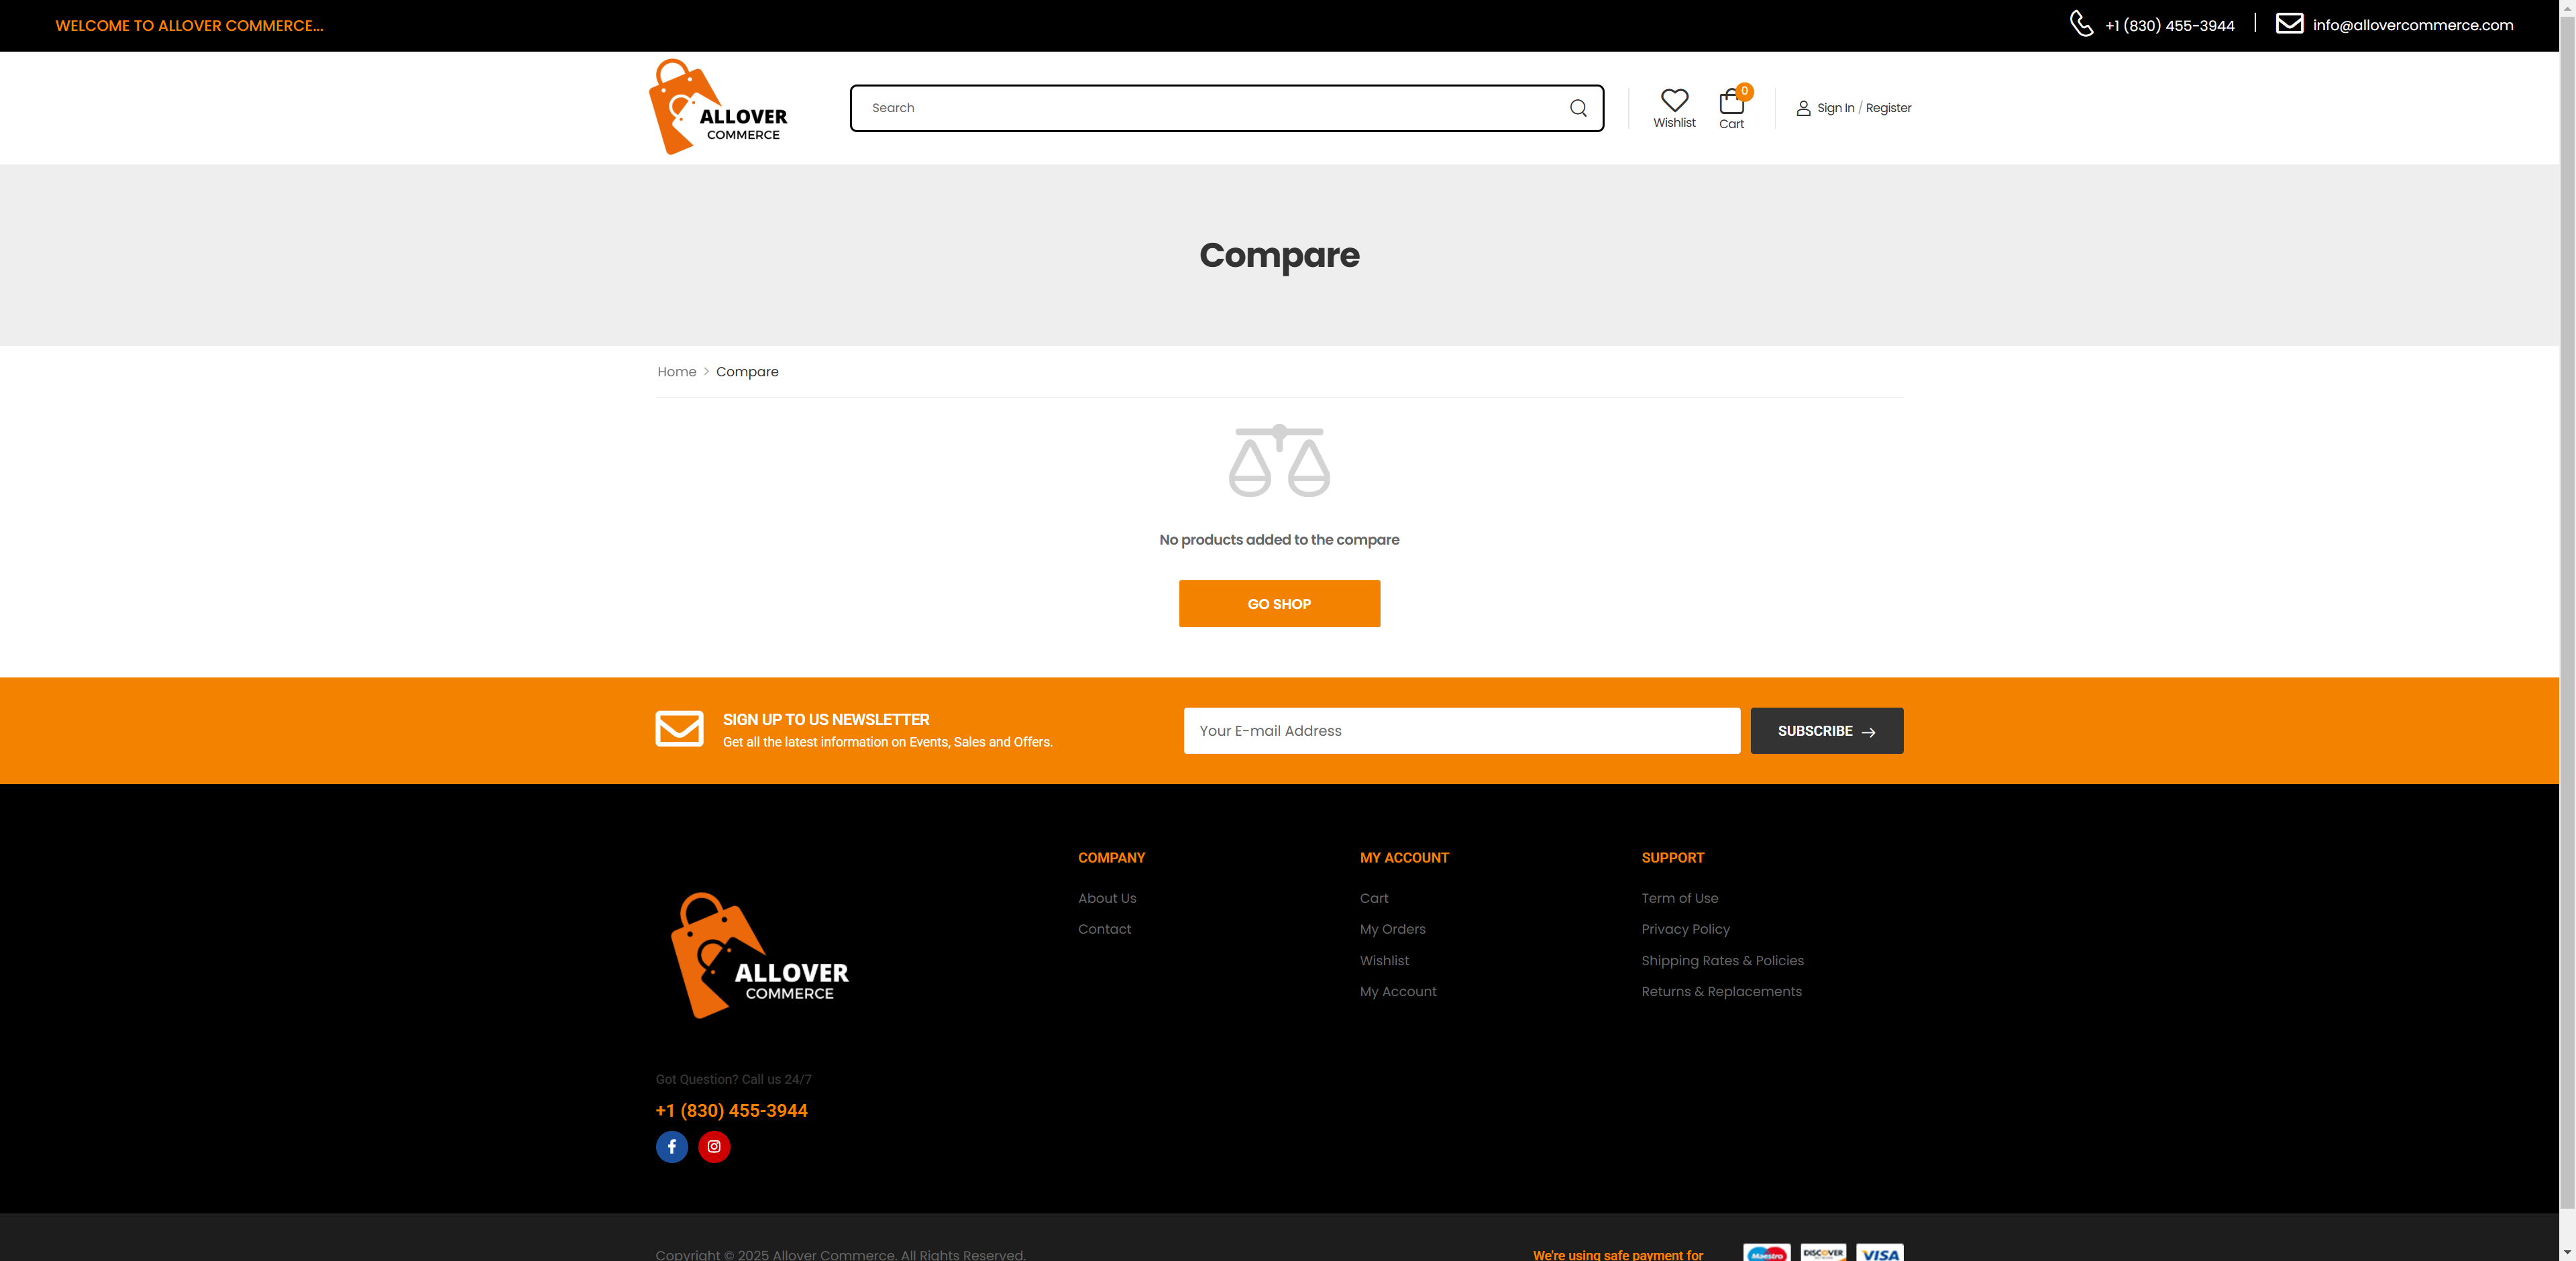 WELCOME TO ALLOVER COMMERCE...
+1 (830) 455-3944
info@allovercommerce.com
ALLOVER
COMMERCE
Search
Wishlist
0
Cart
Sign In / Register
Compare
Home > Compare
No products added to the compare
GO SHOP
SIGN UP TO US NEWSLETTER
Get all the latest information on Events, Sales and Offers.
Your E-mail Address
SUBSCRIBE
ALLOVER
COMMERCE
Got Question? Call us 24/7
+1 (830) 455-3944
COMPANY
About Us
Contact
MY ACCOUNT
Cart
My Orders
Wishlist
My Account
SUPPORT
Term of Use
Privacy Policy
Shipping Rates & Policies
Returns & Replacements
Copyright © 2025 Allover Commerce. All Rights Reserved.
We're using safe payment for
Maestro
DISCOVER
VISA